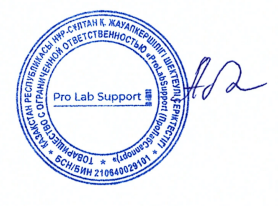 ҚАЗАҚСТАН РЕСПУБЛИКАСЫ НҰР-СҰЛТАН Қ. ЖАУАПКЕРШІЛІГІ ШЕКТЕУЛІ СЕРІКТЕСТІГІ
ТОВАРИЩЕСТВО С ОГРАНИЧЕННОЙ ОТВЕТСТВЕННОСТЬЮ «ProLabSupport (ПроЛабСаппорт)»
БСН/БИН 210640029101
Pro Lab Support